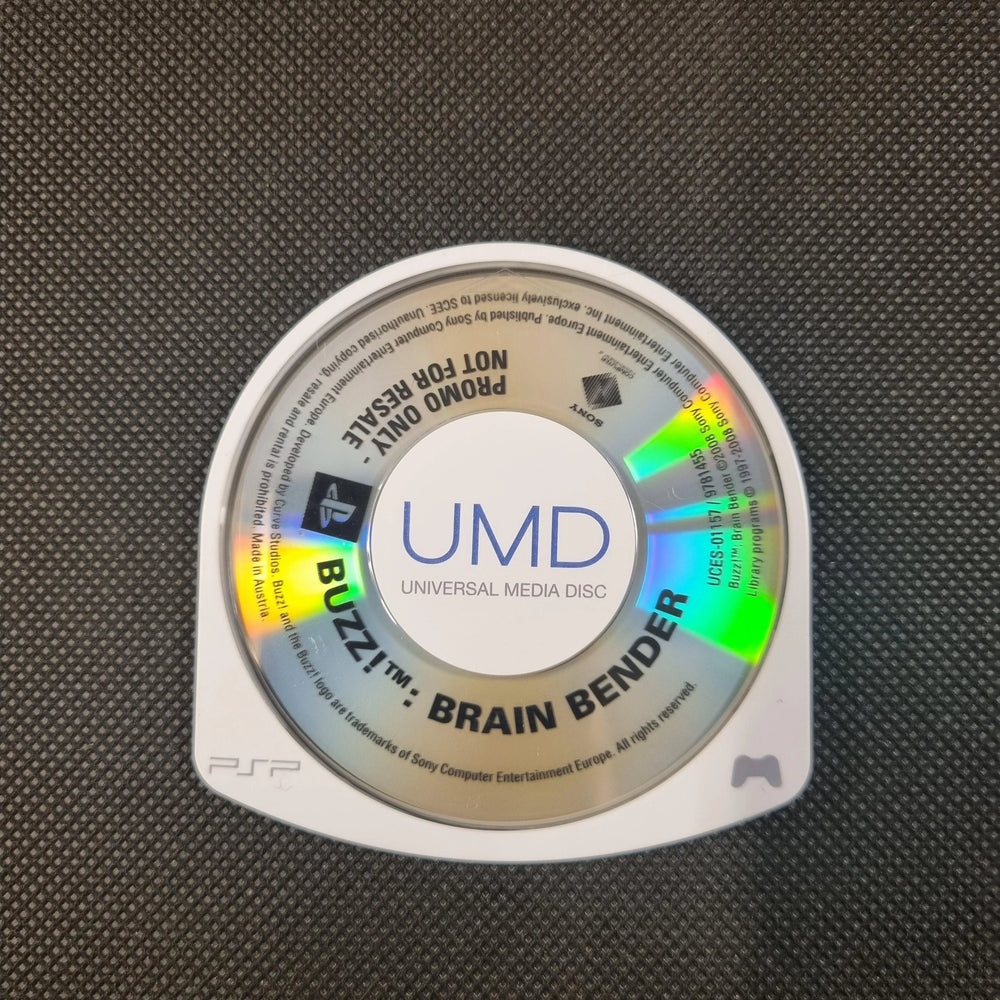 UMD
UNIVERSAL MEDIA DISC
BUZZ!™: BRAIN BENDER
PROMO ONLY -
NOT FOR RESALE
SONY
UCES-01157 / 9781455
Buzz!™: Brain Bender ©2008 Sony Computer Entertainment Europe. Published by Sony Computer Entertainment Europe. Developed by Curve Studios. Buzz! and the Buzz! logo are trademarks of Sony Computer Entertainment Europe. All rights reserved.
Library programs © 1997-2008 Sony Computer Entertainment Inc. exclusively licensed to SCEE. Unauthorised copying, resale and rental is prohibited. Made in Austria.
PSP